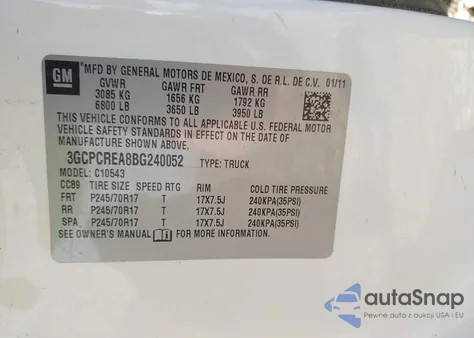 GM
MFD BY GENERAL MOTORS DE MEXICO, S. DE R.L. DE C.V. 01/11
GVWR GAWR FRT GAWR RR
3085 KG 1656 KG 1792 KG
6800 LB 3650 LB 3950 LB
THIS VEHICLE CONFORMS TO ALL APPLICABLE U.S. FEDERAL MOTOR
VEHICLE SAFETY STANDARDS IN EFFECT ON THE DATE OF
MANUFACTURE SHOWN ABOVE.
3GCPCREA8BG240052 TYPE: TRUCK
MODEL: C10543
CC89 TIRE SIZE SPEED RTG RIM COLD TIRE PRESSURE
FRT P245/70R17 T 17X7.5J 240KPA(35PSI)
RR P245/70R17 T 17X7.5J 240KPA(35PSI)
SPA P245/70R17 T 17X7.5J 240KPA(35PSI)
SEE OWNER'S MANUAL FOR MORE INFORMATION.
autoSnap
Pewne auta z USA i EU